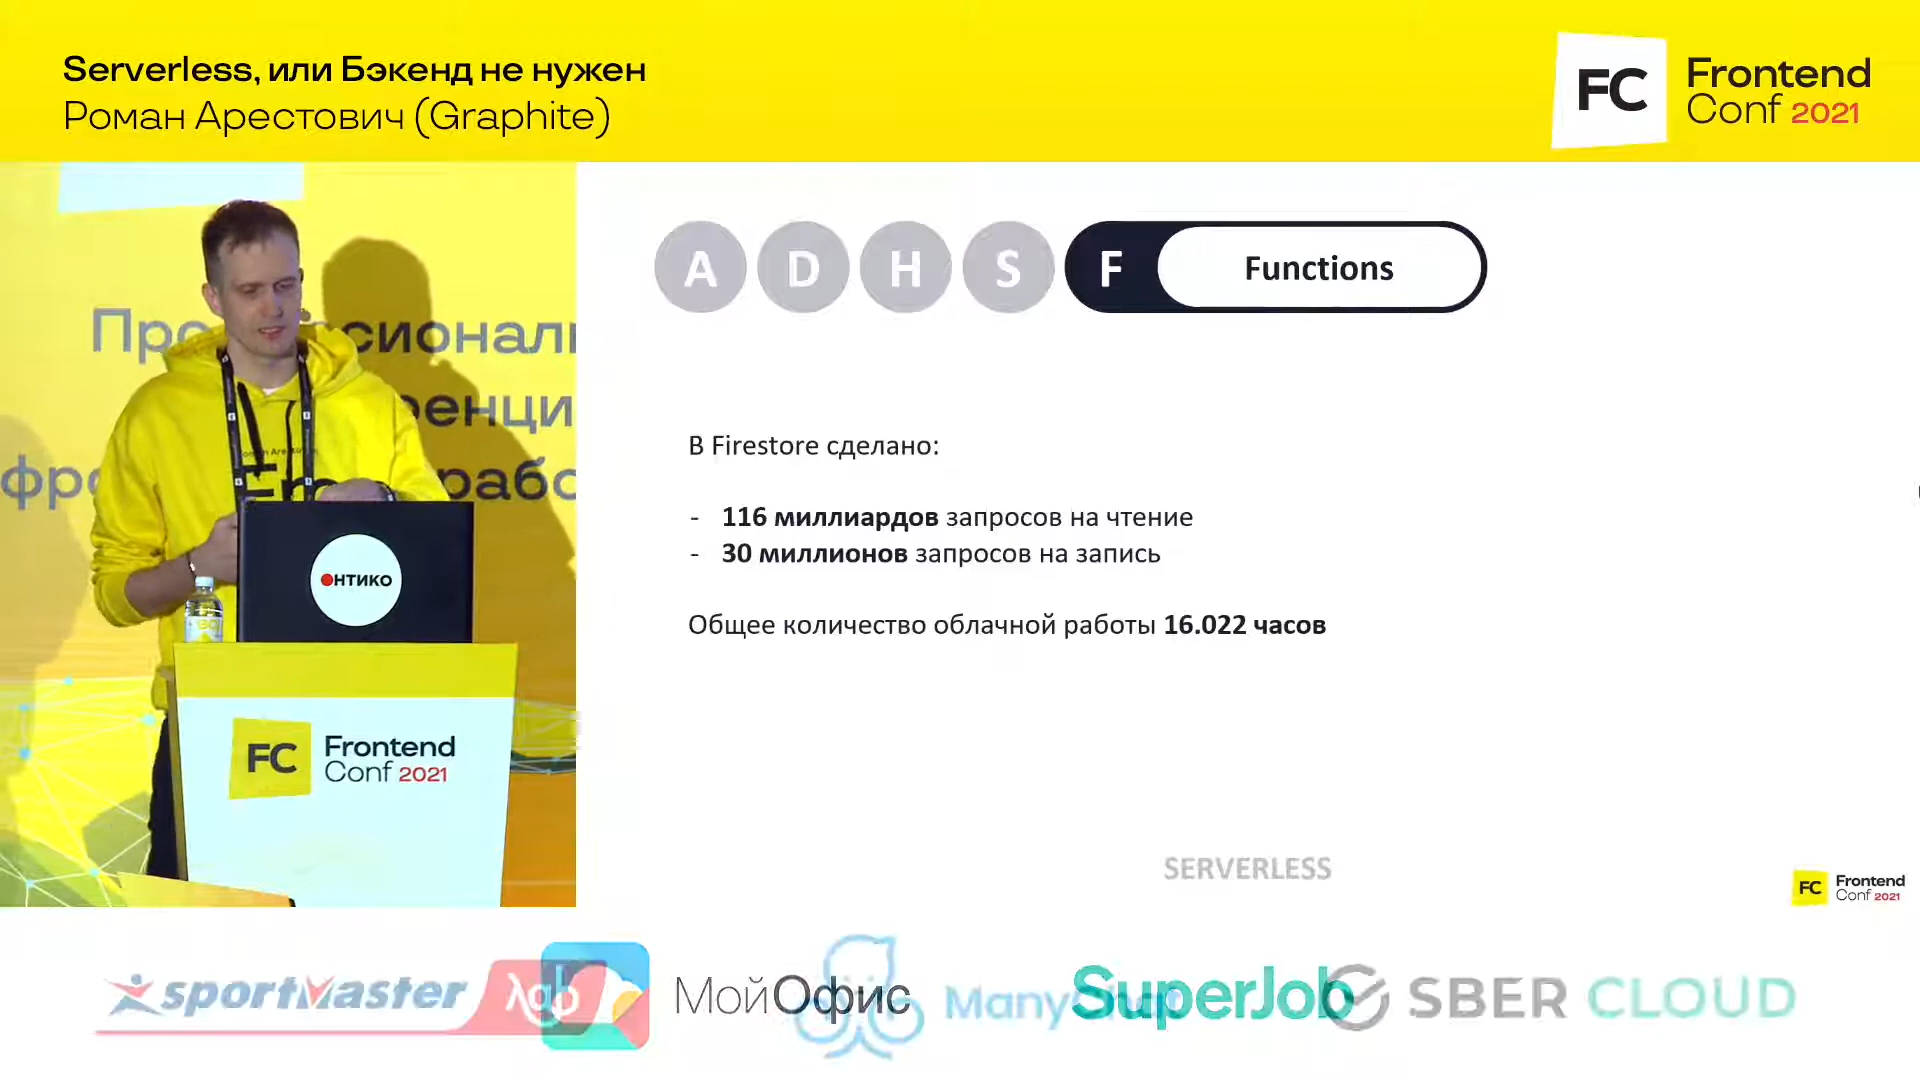 Serverless, или Бэкенд не нужен
Роман Арестович (Graphite)
FC
Frontend
Conf 2021
A D H S F Functions
В Firestore сделано:
- 116 миллиардов запросов на чтение
- 30 миллионов запросов на запись
Общее количество облачной работы 16.022 часов
SERVERLESS
FC
Frontend
Conf 2021
ОНТИКО
FC
Frontend
Conf 2021
sportmaster
МойОфис
ManyChat
SuperJob
SBER CLOUD